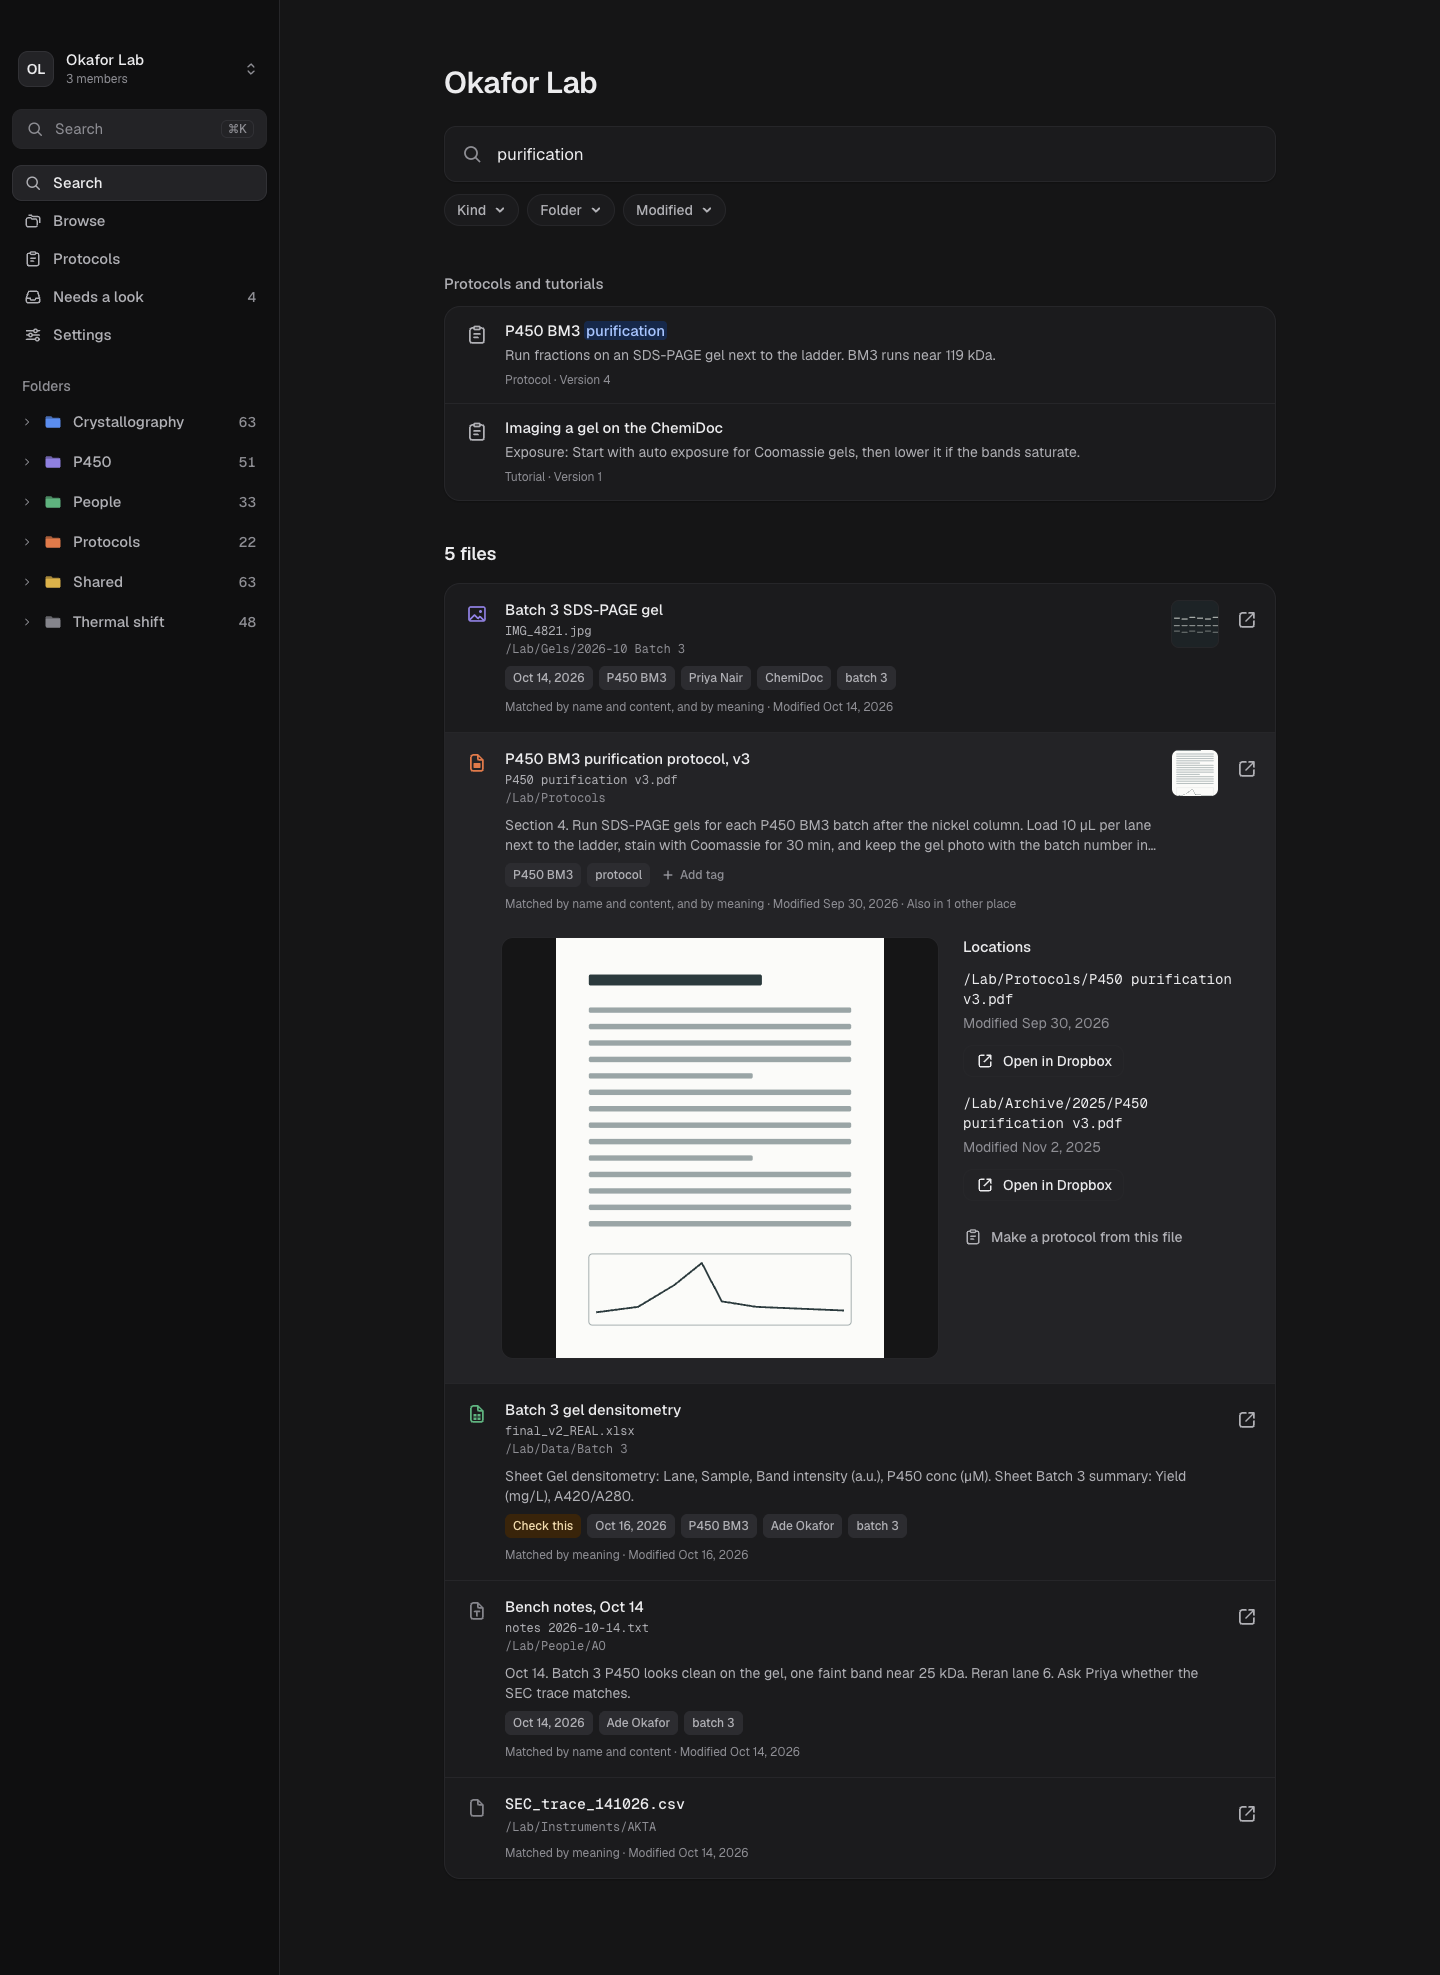 OL
Okafor Lab
3 members
Search
⌘K
Search
Browse
Protocols
Needs a look
4
Settings
Folders
Crystallography
63
P450
51
People
33
Protocols
22
Shared
63
Thermal shift
48
Okafor Lab
purification
Kind
Folder
Modified
Protocols and tutorials
P450 BM3 purification
Run fractions on an SDS-PAGE gel next to the ladder. BM3 runs near 119 kDa.
Protocol · Version 4
Imaging a gel on the ChemiDoc
Exposure: Start with auto exposure for Coomassie gels, then lower it if the bands saturate.
Tutorial · Version 1
5 files
Batch 3 SDS-PAGE gel
IMG_4821.jpg
/Lab/Gels/2026-10 Batch 3
Oct 14, 2026
P450 BM3
Priya Nair
ChemiDoc
batch 3
Matched by name and content, and by meaning · Modified Oct 14, 2026
P450 BM3 purification protocol, v3
P450 purification v3.pdf
/Lab/Protocols
Section 4. Run SDS-PAGE gels for each P450 BM3 batch after the nickel column. Load 10 µL per lane
next to the ladder, stain with Coomassie for 30 min, and keep the gel photo with the batch number in…
P450 BM3
protocol
Add tag
Matched by name and content, and by meaning · Modified Sep 30, 2026 · Also in 1 other place
Locations
/Lab/Protocols/P450 purification
v3.pdf
Modified Sep 30, 2026
Open in Dropbox
/Lab/Archive/2025/P450
purification v3.pdf
Modified Nov 2, 2025
Open in Dropbox
Make a protocol from this file
Batch 3 gel densitometry
final_v2_REAL.xlsx
/Lab/Data/Batch 3
Sheet Gel densitometry: Lane, Sample, Band intensity (a.u.), P450 conc (µM). Sheet Batch 3 summary: Yield
(mg/L), A420/A280.
Check this
Oct 16, 2026
P450 BM3
Ade Okafor
batch 3
Matched by meaning · Modified Oct 16, 2026
Bench notes, Oct 14
notes 2026-10-14.txt
/Lab/People/AO
Oct 14. Batch 3 P450 looks clean on the gel, one faint band near 25 kDa. Reran lane 6. Ask Priya whether the
SEC trace matches.
Oct 14, 2026
Ade Okafor
batch 3
Matched by name and content · Modified Oct 14, 2026
SEC_trace_141026.csv
/Lab/Instruments/AKTA
Matched by meaning · Modified Oct 14, 2026